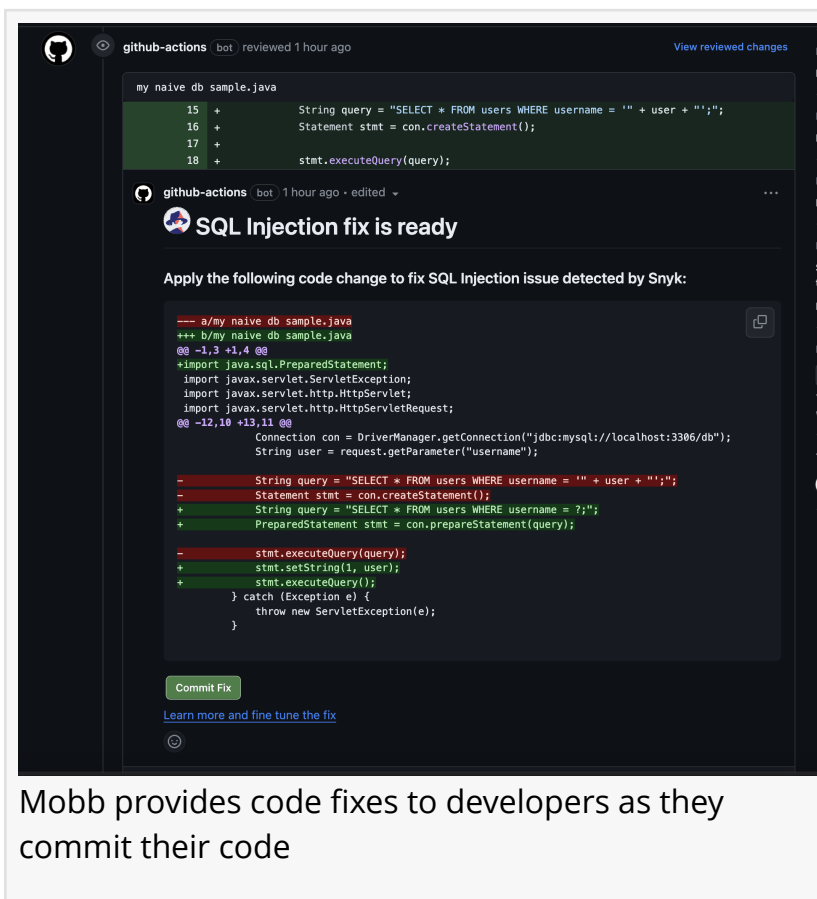 github-actions bot reviewed 1 hour ago View reviewed changes
my naive db sample.java
15 + String query = "SELECT * FROM users WHERE username = '" + user + "';";
16 + Statement stmt = con.createStatement();
17 +
18 + stmt.executeQuery(query);
github-actions bot 1 hour ago • edited
SQL Injection fix is ready
Apply the following code change to fix SQL Injection issue detected by Snyk:
--- a/my naive db sample.java
+++ b/my naive db sample.java
@@ -1,3 +1,4 @@
+import java.sql.PreparedStatement;
import javax.servlet.ServletException;
import javax.servlet.http.HttpServlet;
import javax.servlet.http.HttpServletRequest;
@@ -12,10 +13,11 @@
Connection con = DriverManager.getConnection("jdbc:mysql://localhost:3306/db");
String user = request.getParameter("username");
- String query = "SELECT * FROM users WHERE username = '" + user + "';";
- Statement stmt = con.createStatement();
+ String query = "SELECT * FROM users WHERE username = ?;";
+ PreparedStatement stmt = con.prepareStatement(query);
- stmt.executeQuery(query);
+ stmt.setString(1, user);
+ stmt.executeQuery();
} catch (Exception e) {
throw new ServletException(e);
}
Commit Fix
Learn more and fine tune the fix
Mobb provides code fixes to developers as they
commit their code